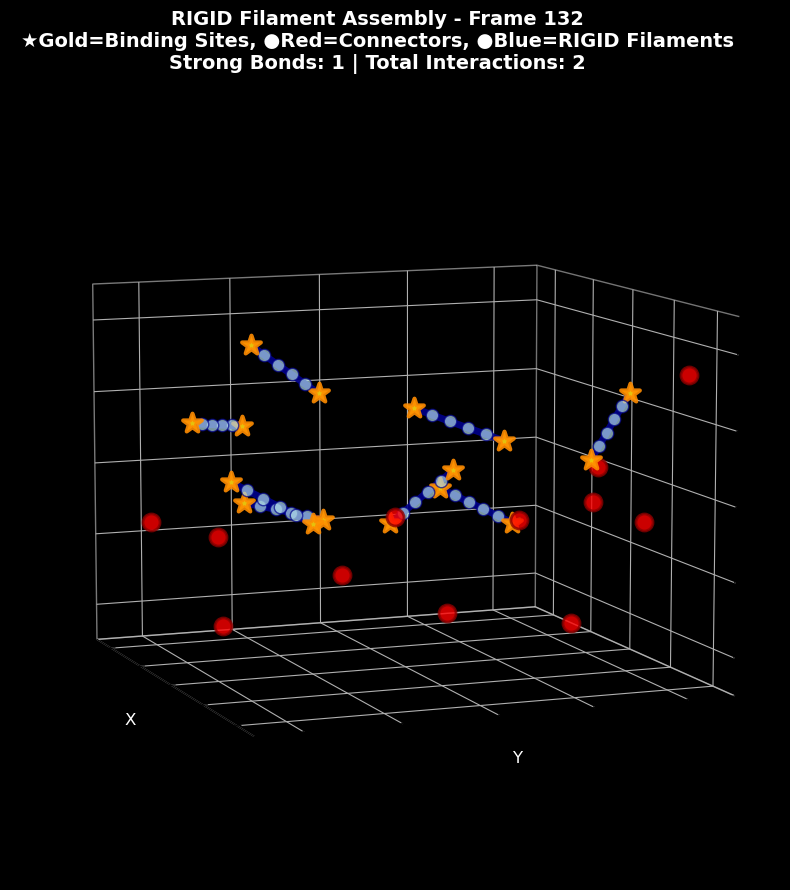 RIGID Filament Assembly - Frame 132
★Gold=Binding Sites, ●Red=Connectors, ●Blue=RIGID Filaments
Strong Bonds: 1 | Total Interactions: 2
X
Y